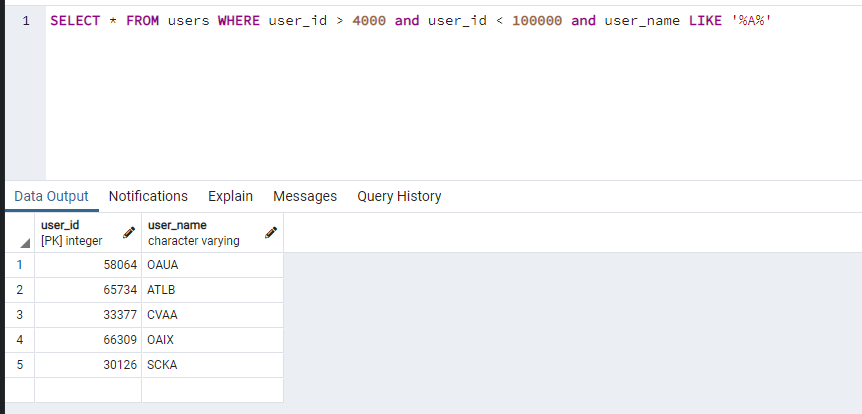 1 SELECT * FROM users WHERE user_id > 4000 and user_id < 100000 and user_name LIKE '%A%'
Data Output Notifications Explain Messages Query History
user_id user_name
[PK] integer character varying
1 58064 OAUA
2 65734 ATLB
3 33377 CVAA
4 66309 OAIX
5 30126 SCKA